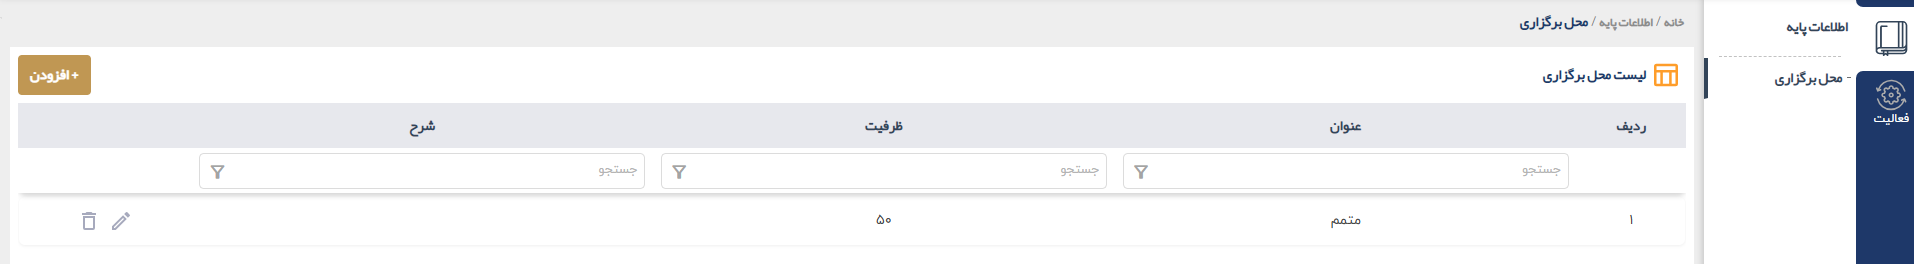 اطلاعات پایه
- محل برگزاری
فعالیت
خانه / اطلاعات پایه / محل برگزاری
لیست محل برگزاری
+ افزودن
ردیف عنوان ظرفیت شرح
جستجو جستجو جستجو
۱ متمم ۵۰